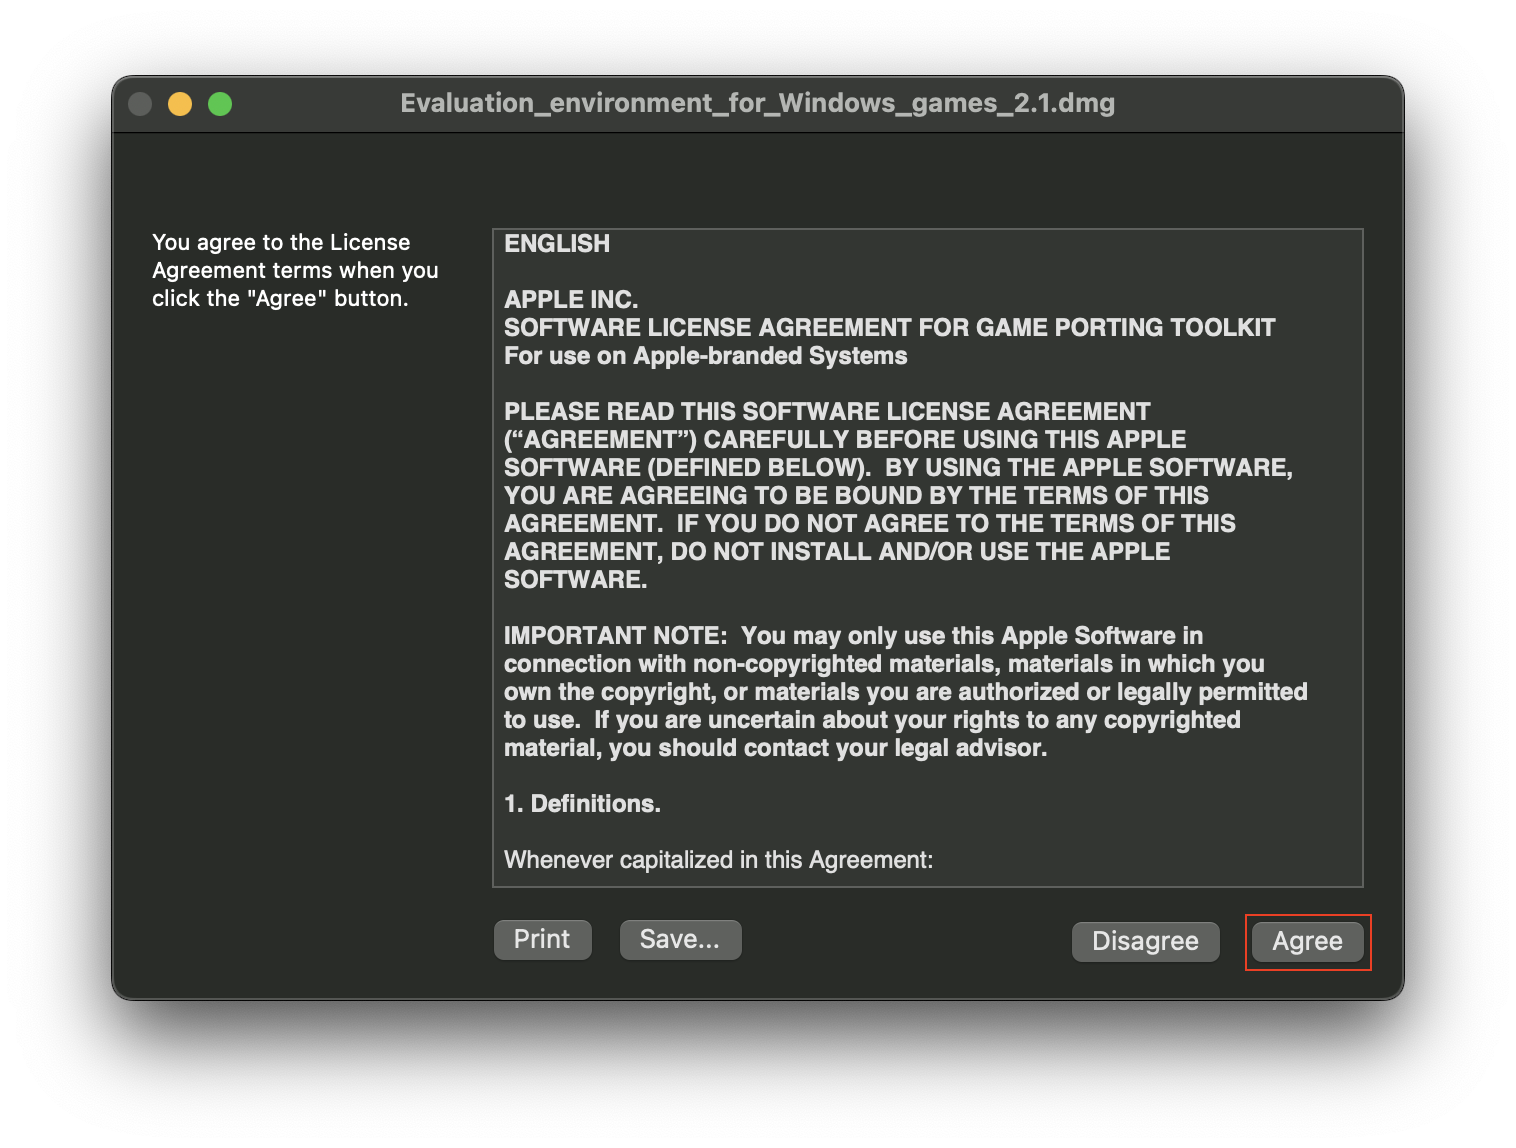 Evaluation_environment_for_Windows_games_2.1.dmg
You agree to the License
Agreement terms when you
click the "Agree" button.
ENGLISH
APPLE INC.
SOFTWARE LICENSE AGREEMENT FOR GAME PORTING TOOLKIT
For use on Apple-branded Systems
PLEASE READ THIS SOFTWARE LICENSE AGREEMENT
(“AGREEMENT”) CAREFULLY BEFORE USING THIS APPLE
SOFTWARE (DEFINED BELOW).  BY USING THE APPLE SOFTWARE,
YOU ARE AGREEING TO BE BOUND BY THE TERMS OF THIS
AGREEMENT.  IF YOU DO NOT AGREE TO THE TERMS OF THIS
AGREEMENT, DO NOT INSTALL AND/OR USE THE APPLE
SOFTWARE.
IMPORTANT NOTE:  You may only use this Apple Software in
connection with non-copyrighted materials, materials in which you
own the copyright, or materials you are authorized or legally permitted
to use.  If you are uncertain about your rights to any copyrighted
material, you should contact your legal advisor.
1. Definitions.
Whenever capitalized in this Agreement:
Print
Save...
Disagree
Agree